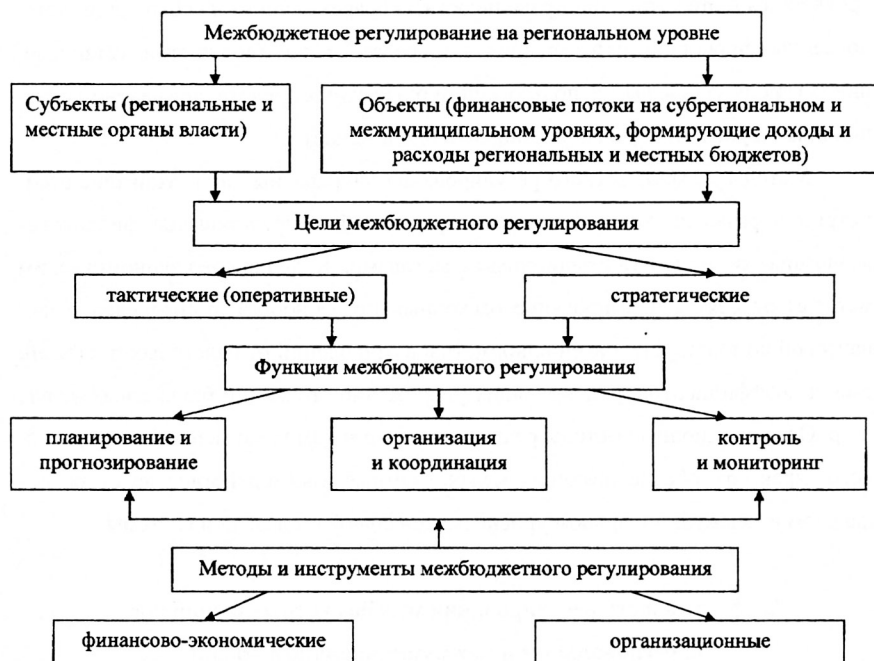 Межбюджетное регулирование на региональном уровне
Субъекты (региональные и
местные органы власти)
Объекты (финансовые потоки на субрегиональном и
межмуниципальном уровнях, формирующие доходы и
расходы региональных и местных бюджетов)
Цели межбюджетного регулирования
тактические (оперативные)
стратегические
Функции межбюджетного регулирования
планирование и
прогнозирование
организация
и координация
контроль
и мониторинг
Методы и инструменты межбюджетного регулирования
финансово-экономические
организационные